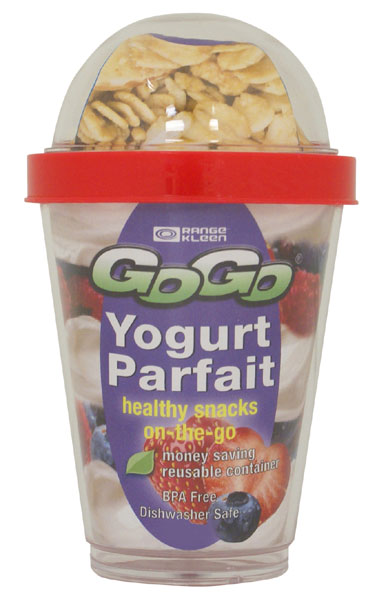 RANGE
KLEEN
GOGO®
Yogurt
Parfait
healthy snacks
on-the-go
money saving
reusable container
BPA Free
Dishwasher Safe